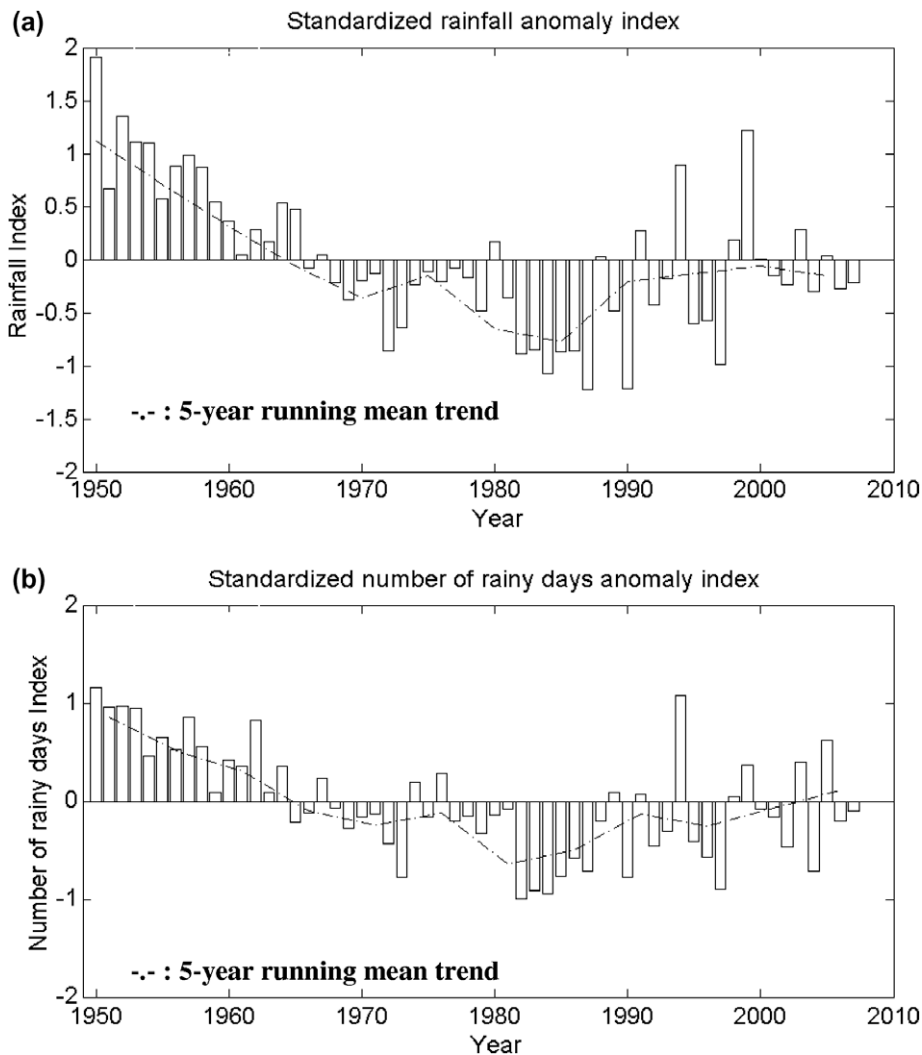 (a)
Standardized rainfall anomaly index
2
1.5
1
0.5
0
-0.5
-1
-1.5
-2
Rainfall Index
-.- : 5-year running mean trend
1950 1960 1970 1980 1990 2000 2010
Year
(b)
Standardized number of rainy days anomaly index
2
1
0
-1
-2
Number of rainy days Index
-.- : 5-year running mean trend
1950 1960 1970 1980 1990 2000 2010
Year